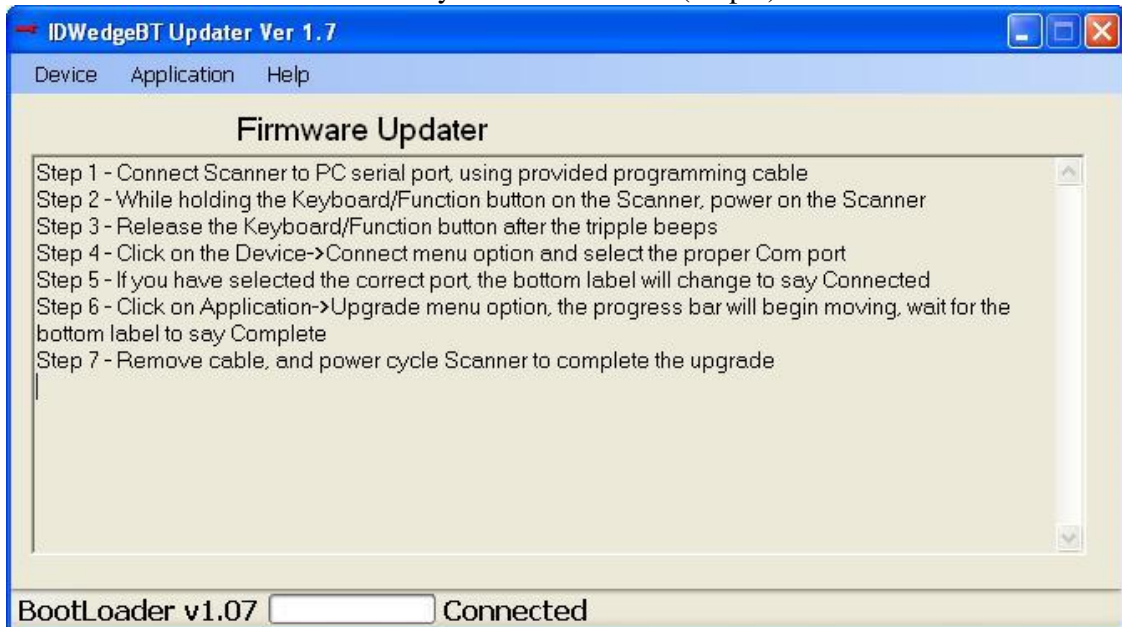 IDWedgeBT Updater Ver 1.7
Device Application Help
Firmware Updater
Step 1 - Connect Scanner to PC serial port, using provided programming cable
Step 2 - While holding the Keyboard/Function button on the Scanner, power on the Scanner
Step 3 - Release the Keyboard/Function button after the tripple beeps
Step 4 - Click on the Device->Connect menu option and select the proper Com port
Step 5 - If you have selected the correct port, the bottom label will change to say Connected
Step 6 - Click on Application->Upgrade menu option, the progress bar will begin moving, wait for the
bottom label to say Complete
Step 7 - Remove cable, and power cycle Scanner to complete the upgrade
BootLoader v1.07 Connected